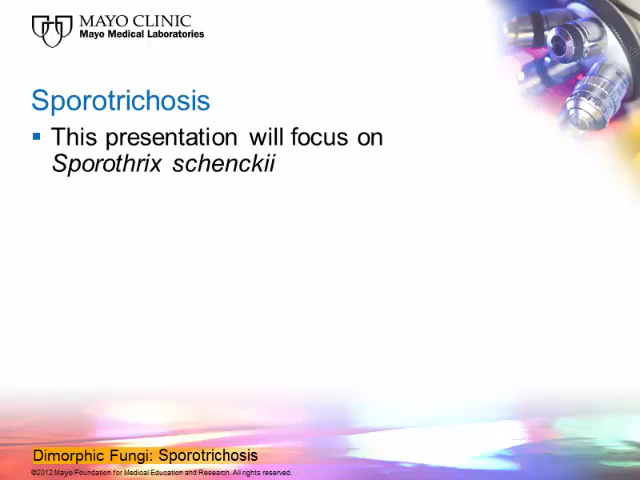 MAYO CLINIC
Mayo Medical Laboratories
Sporotrichosis
This presentation will focus on
Sporothrix schenckii
Dimorphic Fungi: Sporotrichosis
©2012 Mayo Foundation for Medical Education and Research. All rights reserved.